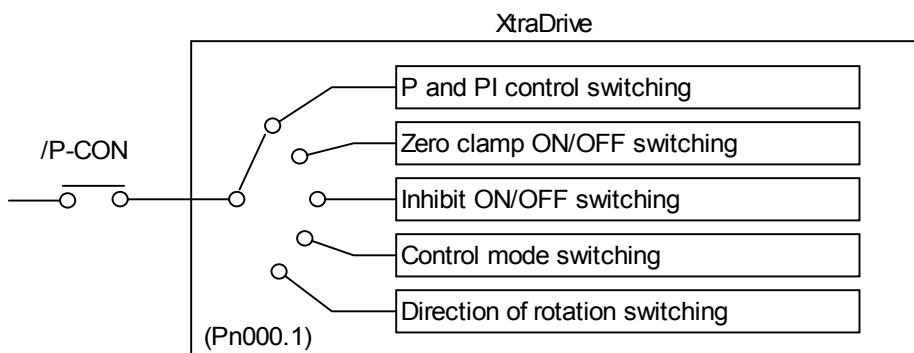 XtraDrive
P and PI control switching
/P-CON
Zero clamp ON/OFF switching
Inhibit ON/OFF switching
Control mode switching
Direction of rotation switching
(Pn000.1)